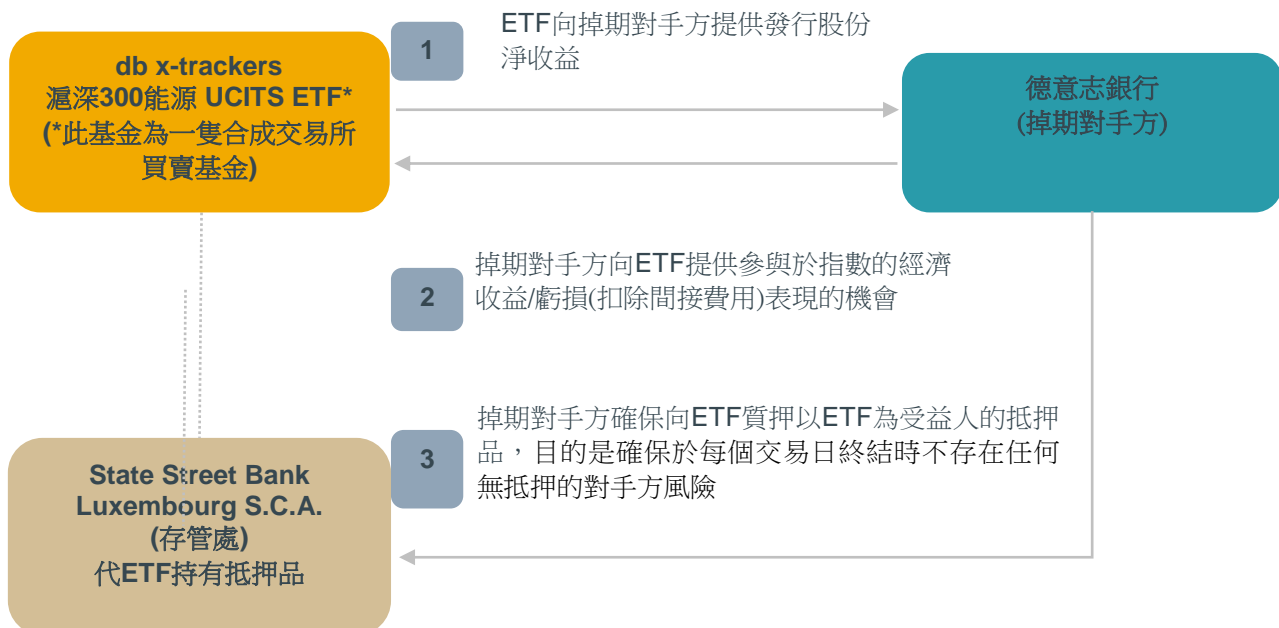 db x-trackers
滬深300能源 UCITS ETF*
(*此基金為一隻合成交易所
買賣基金)
1
ETF向掉期對手方提供發行股份
淨收益
德意志銀行
(掉期對手方)
2
掉期對手方向ETF提供參與於指數的經濟
收益/虧損(扣除間接費用)表現的機會
3
掉期對手方確保向ETF質押以ETF為受益人的抵押
品，目的是確保於每個交易日終結時不存在任何
無抵押的對手方風險
State Street Bank
Luxembourg S.C.A.
(存管處)
代ETF持有抵押品